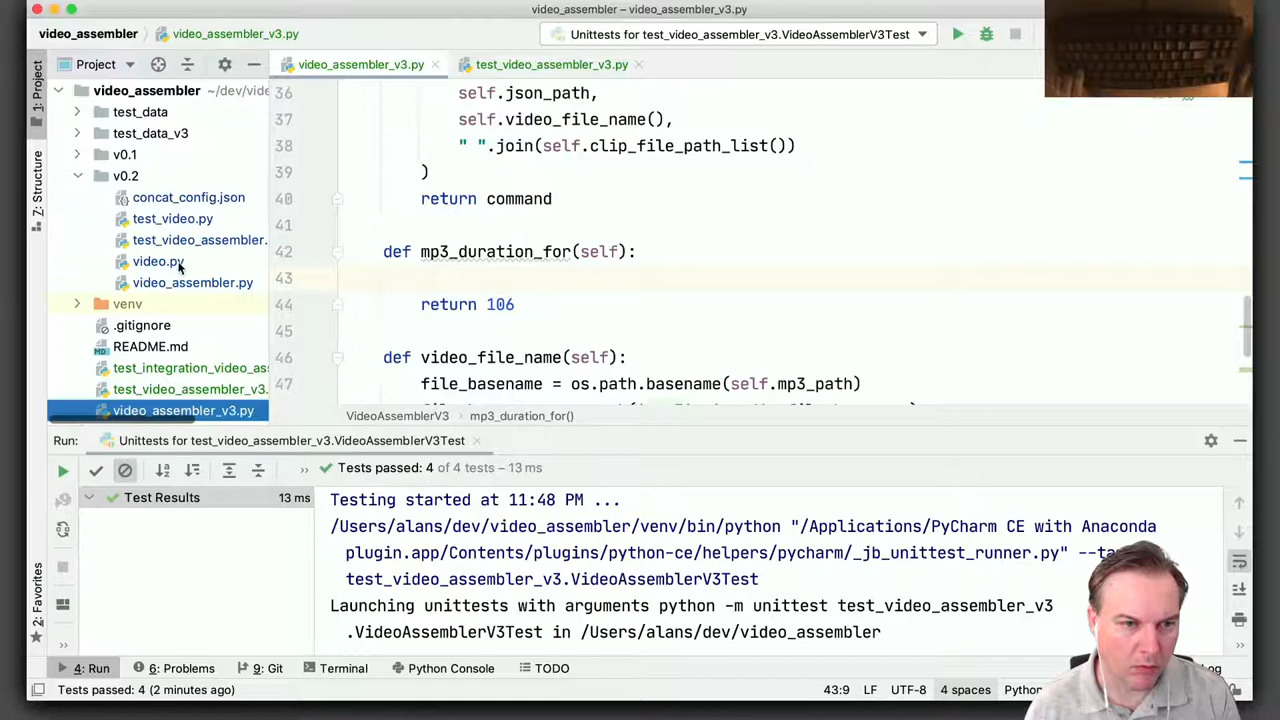 video_assembler – video_assembler_v3.py
video_assembler
video_assembler_v3.py
Unittests for test_video_assembler_v3.VideoAssemblerV3Test
1: Project
Project
video_assembler_v3.py
test_video_assembler_v3.py
video_assembler ~/dev/vide
test_data
test_data_v3
v0.1
v0.2
concat_config.json
test_video.py
test_video_assembler.
video.py
video_assembler.py
venv
.gitignore
README.md
test_integration_video_as
test_video_assembler_v3.
video_assembler_v3.py
Z: Structure
36 self.json_path,
37 self.video_file_name(),
38 " ".join(self.clip_file_path_list())
39 )
40 return command
41
42 def mp3_duration_for(self):
43
44 return 106
45
46 def video_file_name(self):
47 file_basename = os.path.basename(self.mp3_path)
VideoAssemblerV3
mp3_duration_for()
Run:
Unittests for test_video_assembler_v3.VideoAssemblerV3Test
Tests passed: 4 of 4 tests – 13 ms
Test Results 13 ms
Testing started at 11:48 PM ...
/Users/alans/dev/video_assembler/venv/bin/python "/Applications/PyCharm CE with Anaconda
plugin.app/Contents/plugins/python-ce/helpers/pycharm/_jb_unittest_runner.py" --ta
test_video_assembler_v3.VideoAssemblerV3Test
Launching unittests with arguments python -m unittest test_video_assembler_v3
.VideoAssemblerV3Test in /Users/alans/dev/video_assembler
2: Favorites
4: Run
6: Problems
9: Git
Terminal
Python Console
TODO
Tests passed: 4 (2 minutes ago)
43:9
LF
UTF-8
4 spaces